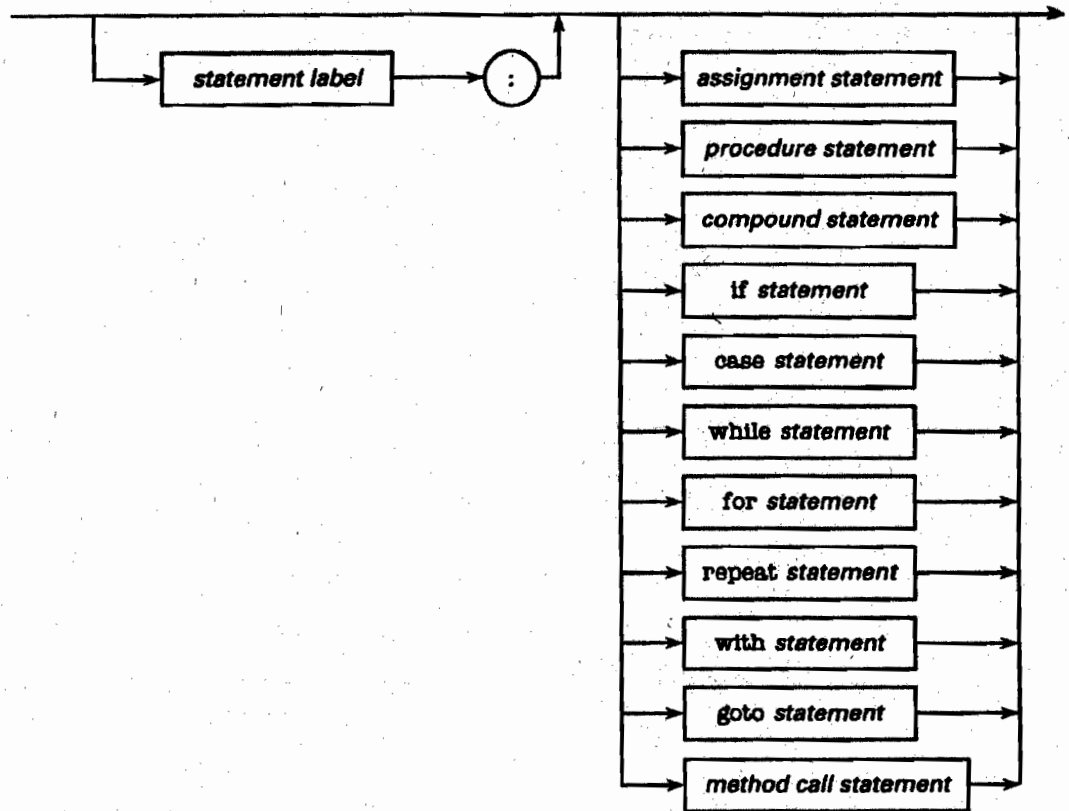 statement label
:
assignment statement
procedure statement
compound statement
if statement
case statement
while statement
for statement
repeat statement
with statement
goto statement
method call statement